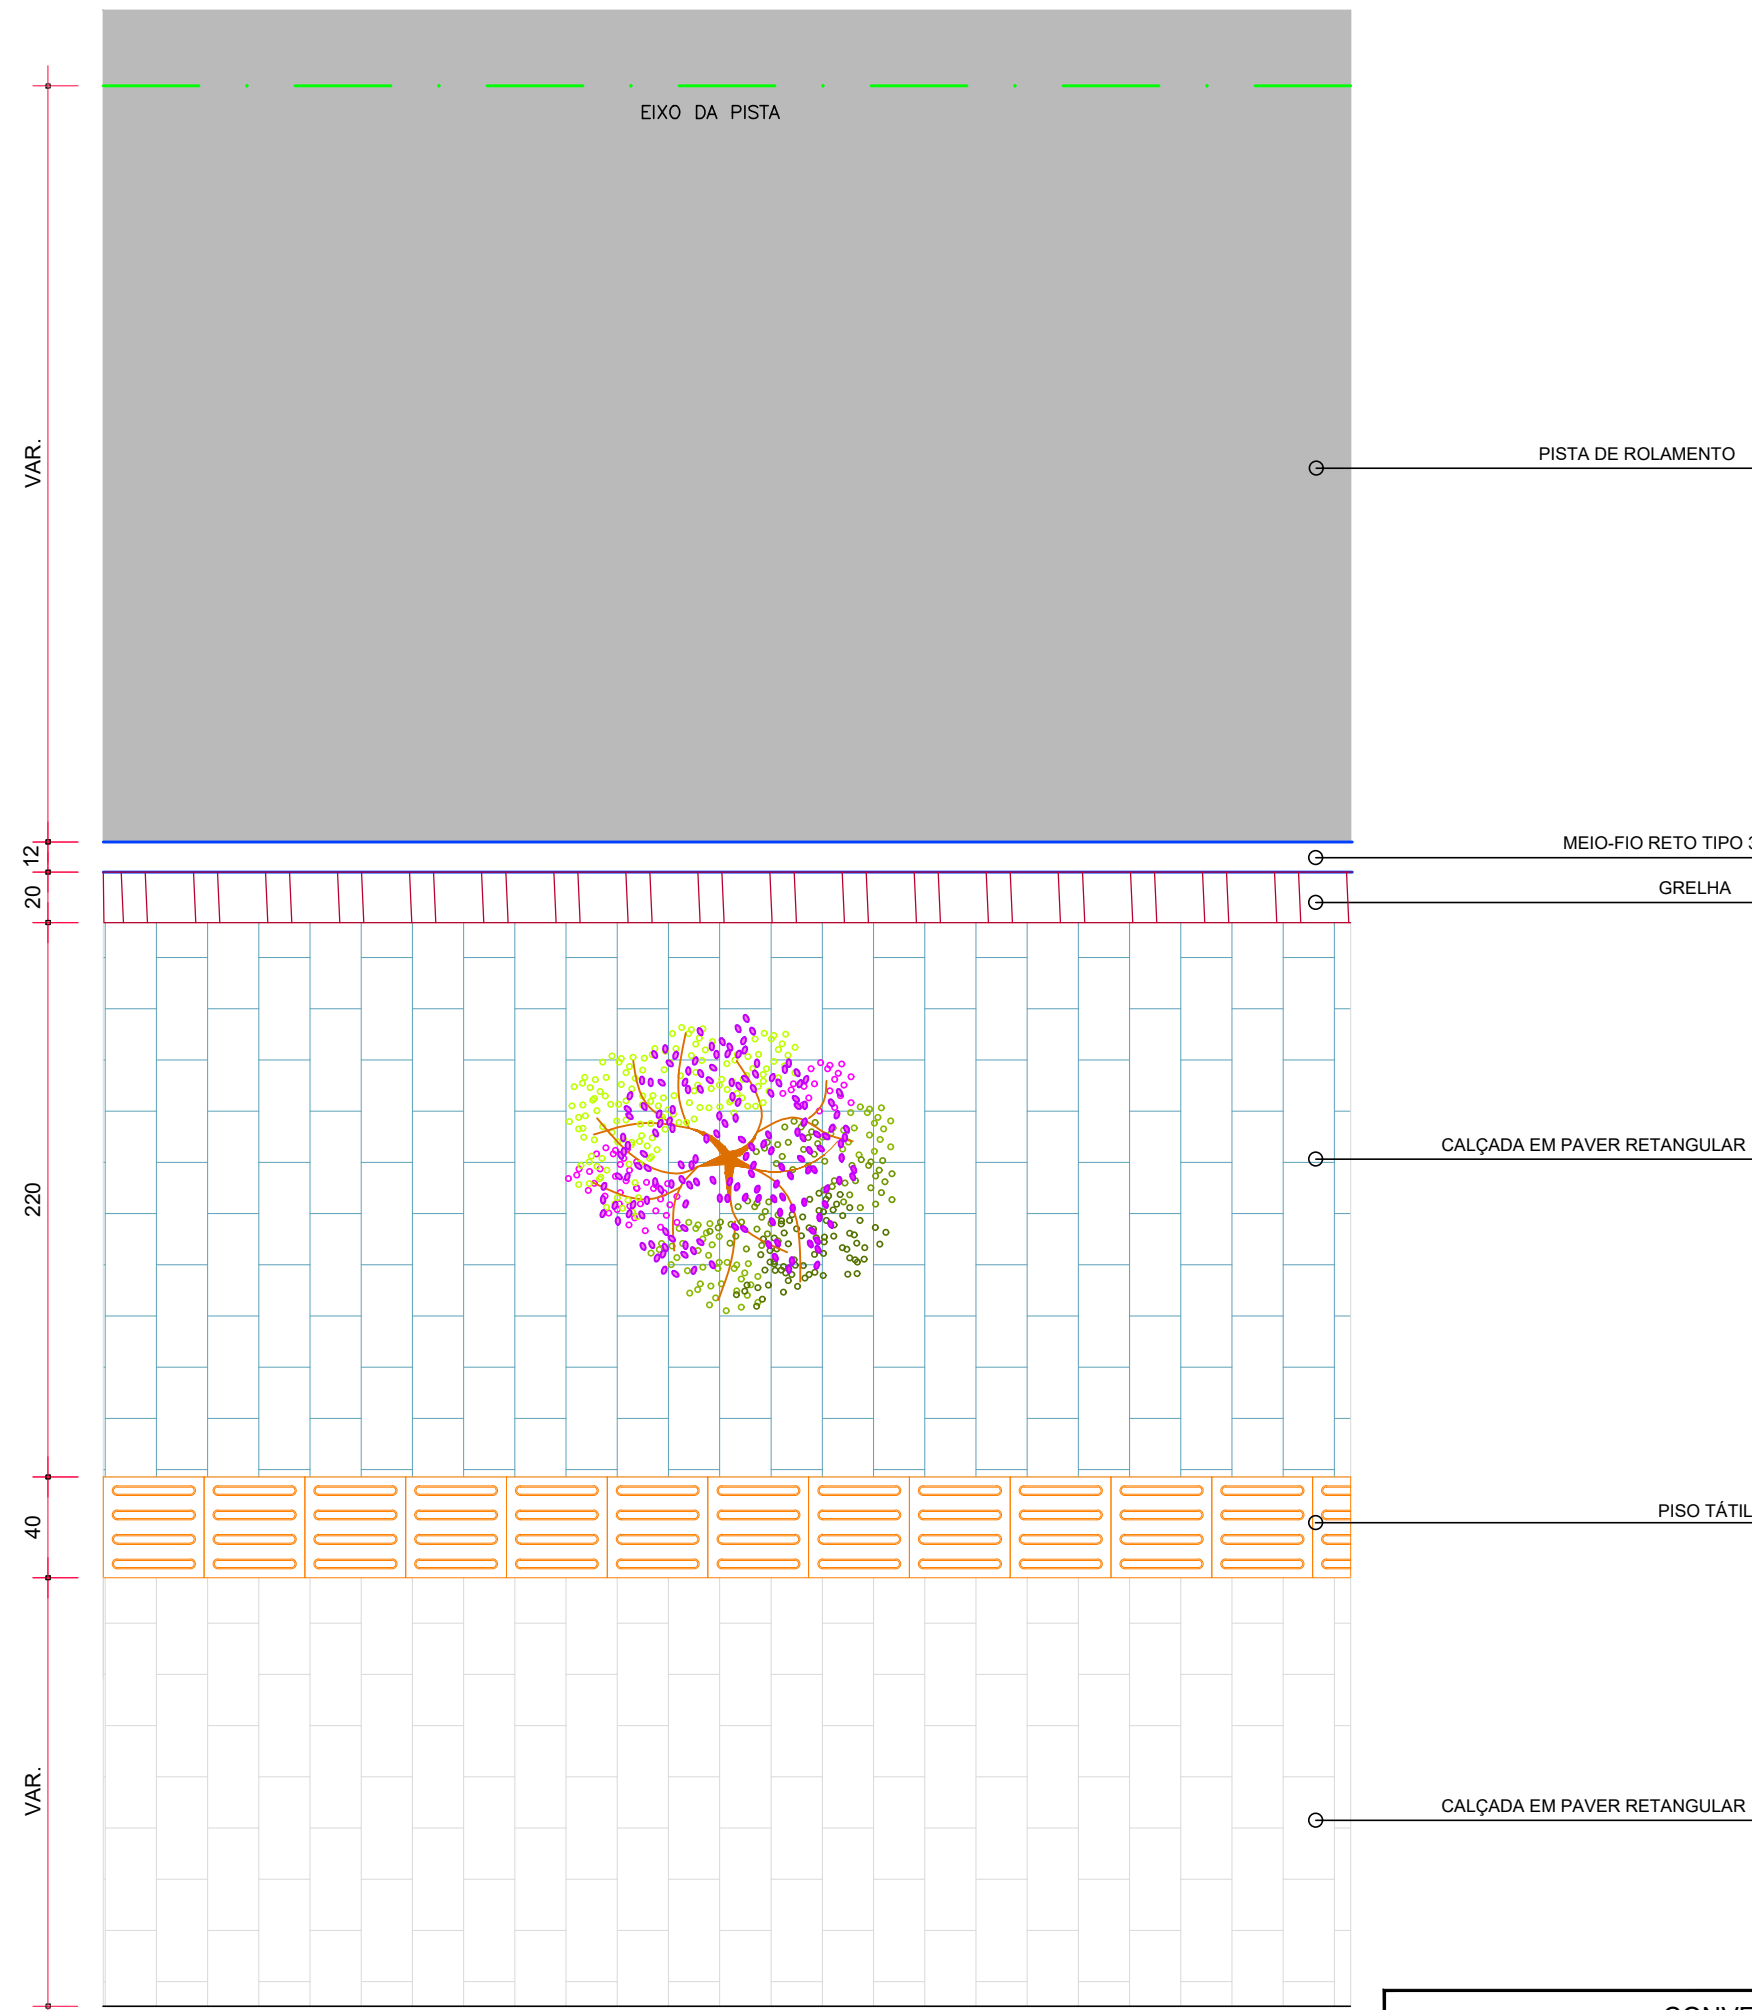 EIXO DA PISTA
VAR.
PISTA DE ROLAMENTO
12
MEIO-FIO RETO TIPO 3
20
GRELHA
220
CALÇADA EM PAVER RETANGULAR
40
PISO TÁTIL
VAR.
CALÇADA EM PAVER RETANGULAR